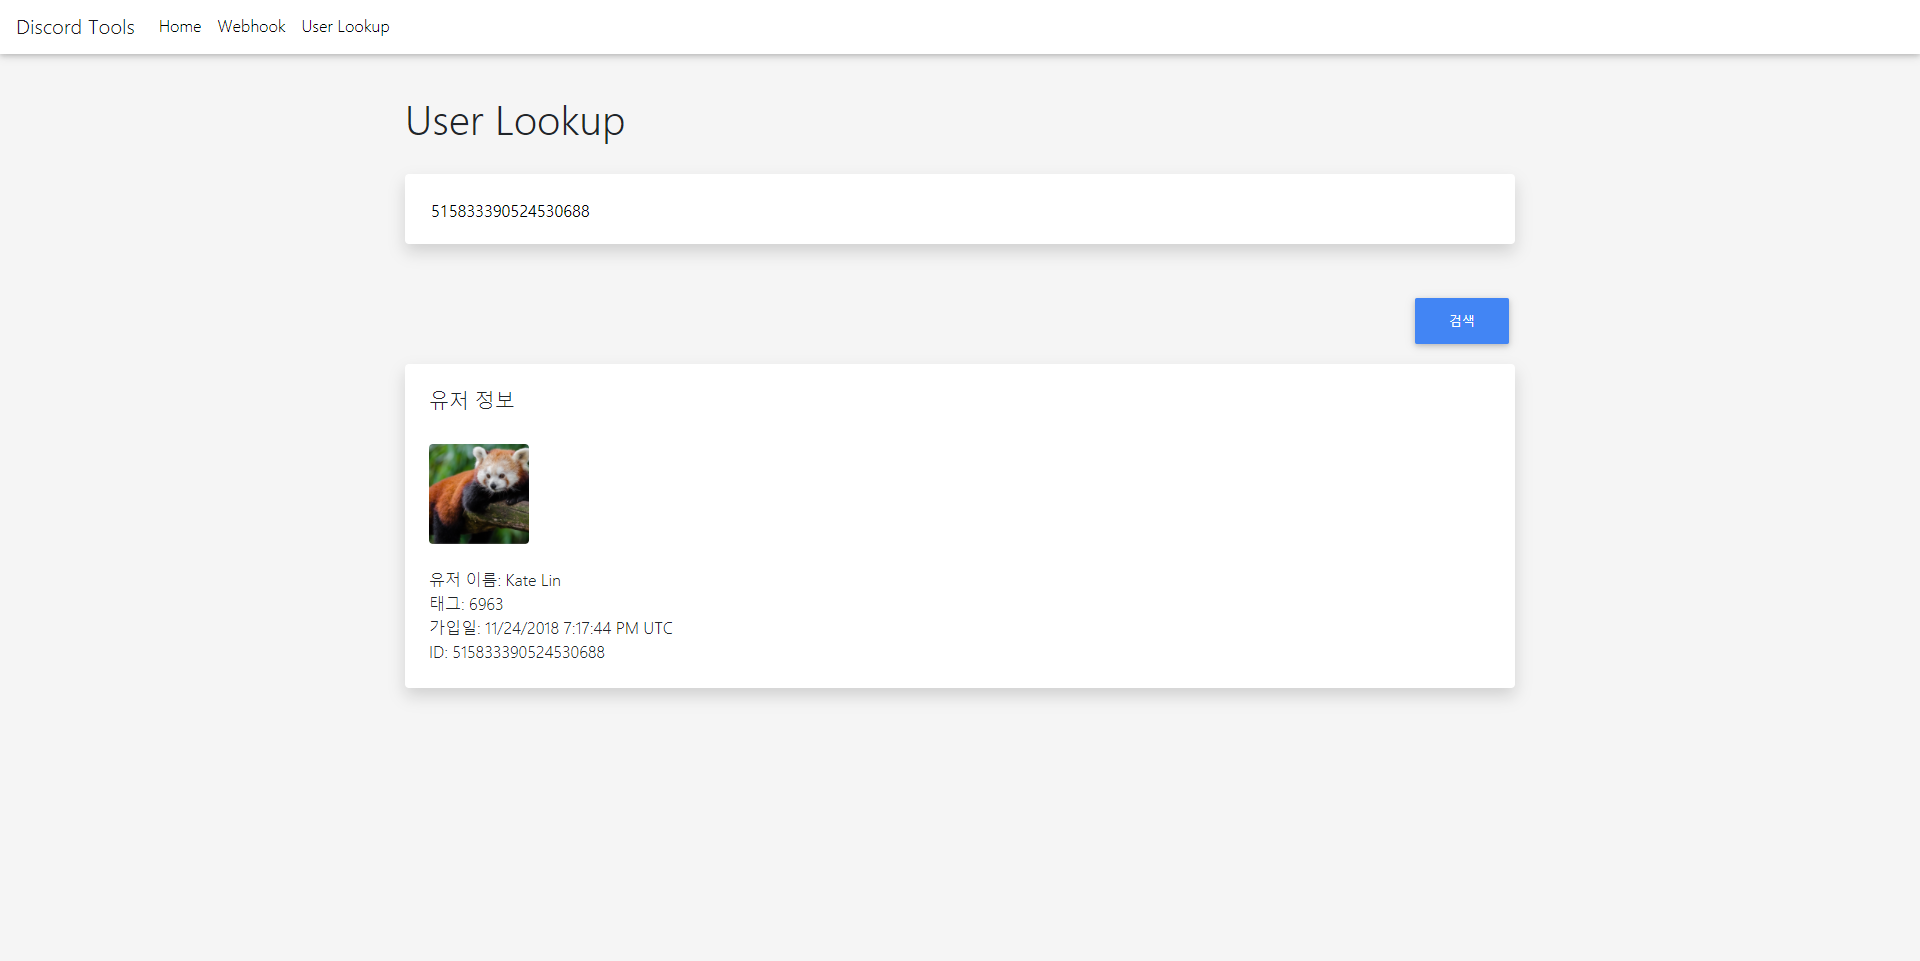 Discord Tools Home Webhook User Lookup
User Lookup
515833390524530688
검색
유저 정보
유저 이름: Kate Lin
태그: 6963
가입일: 11/24/2018 7:17:44 PM UTC
ID: 515833390524530688